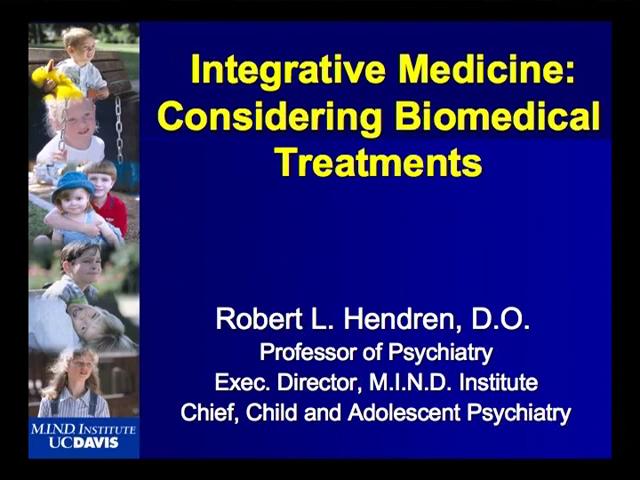 Integrative Medicine:
Considering Biomedical
Treatments
Robert L. Hendren, D.O.
Professor of Psychiatry
Exec. Director, M.I.N.D. Institute
Chief, Child and Adolescent Psychiatry
M.I.N.D. INSTITUTE
UCDAVIS